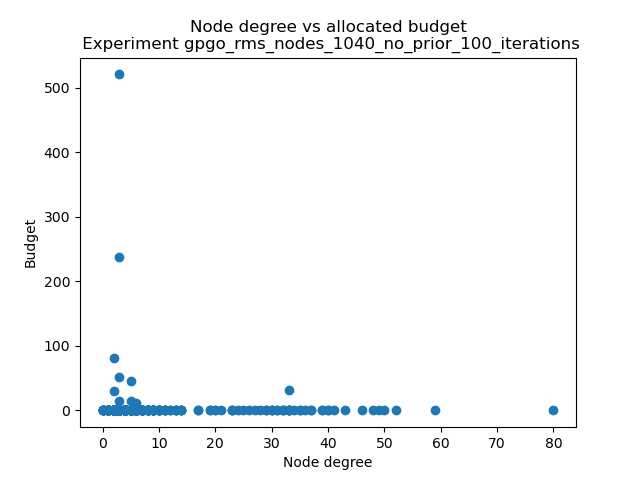 Node degree vs allocated budget
Experiment gpgo_rms_nodes_1040_no_prior_100_iterations
500
400
300
200
100
0
Budget
0 10 20 30 40 50 60 70 80
Node degree